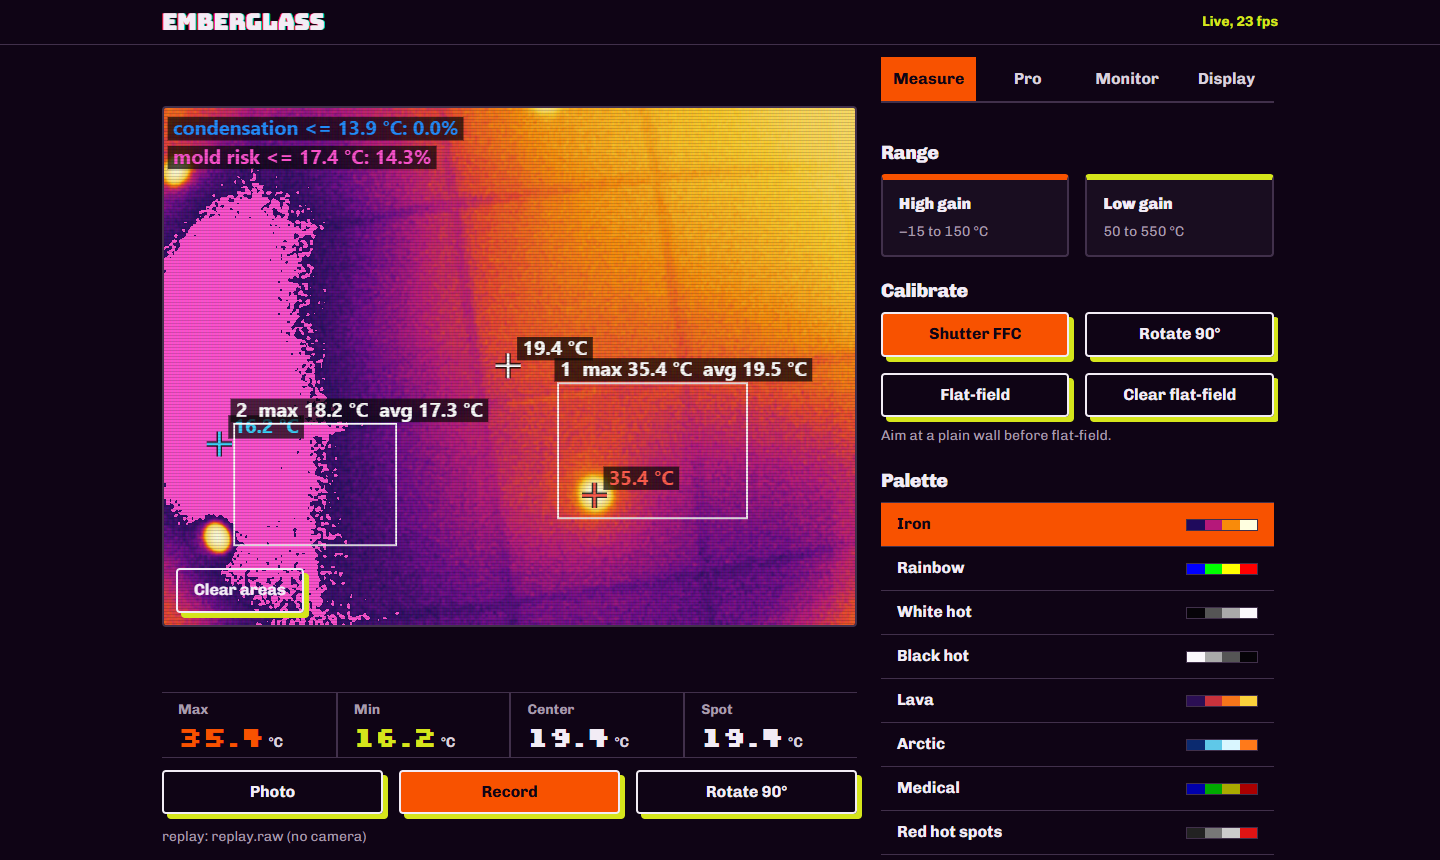 EMBERGLASS
Live, 23 fps
condensation <= 13.9 °C: 0.0%
mold risk <= 17.4 °C: 14.3%
19.4 °C
1 max 35.4 °C avg 19.5 °C
2 max 18.2 °C avg 17.3 °C
16.2 °C
35.4 °C
Clear areas
Max
35.4 °C
Min
16.2 °C
Center
19.4 °C
Spot
19.4 °C
Photo
Record
Rotate 90°
replay: replay.raw (no camera)
Measure
Pro
Monitor
Display
Range
High gain
−15 to 150 °C
Low gain
50 to 550 °C
Calibrate
Shutter FFC
Rotate 90°
Flat-field
Clear flat-field
Aim at a plain wall before flat-field.
Palette
Iron
Rainbow
White hot
Black hot
Lava
Arctic
Medical
Red hot spots